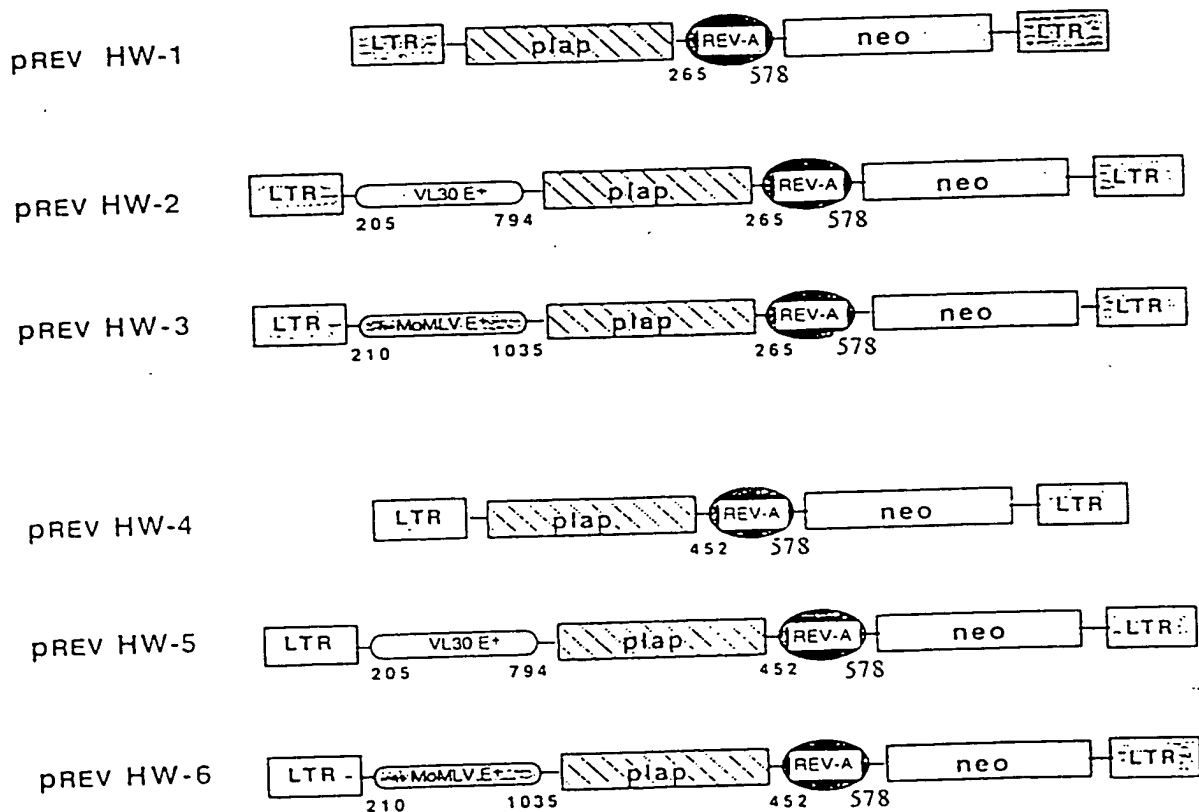 pREV HW-1 LTR plap REV-A neo LTR
265 578
pREV HW-2 LTR VL30 E+ plap. REV-A neo LTR
205 794 265 578
pREV HW-3 LTR MoMLV E+ plap REV-A neo LTR
210 1035 265 578
pREV HW-4 LTR plap. REV-A neo LTR
452 578
pREV HW-5 LTR VL30 E+ plap. REV-A neo LTR
205 794 452 578
pREV HW-6 LTR MoMLV E+ plap. REV-A neo LTR
210 1035 452 578